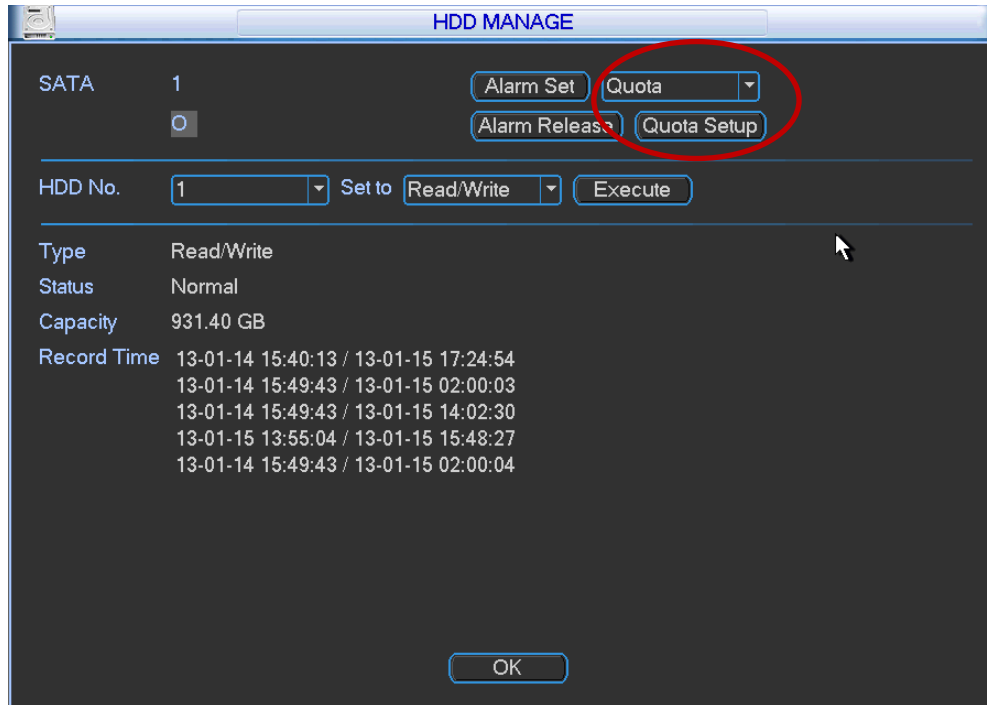 HDD MANAGE
SATA 1 Alarm Set Quota
O Alarm Release Quota Setup
HDD No. 1 Set to Read/Write Execute
Type Read/Write
Status Normal
Capacity 931.40 GB
Record Time 13-01-14 15:40:13 / 13-01-15 17:24:54
13-01-14 15:49:43 / 13-01-15 02:00:03
13-01-14 15:49:43 / 13-01-15 14:02:30
13-01-15 13:55:04 / 13-01-15 15:48:27
13-01-14 15:49:43 / 13-01-15 02:00:04
OK